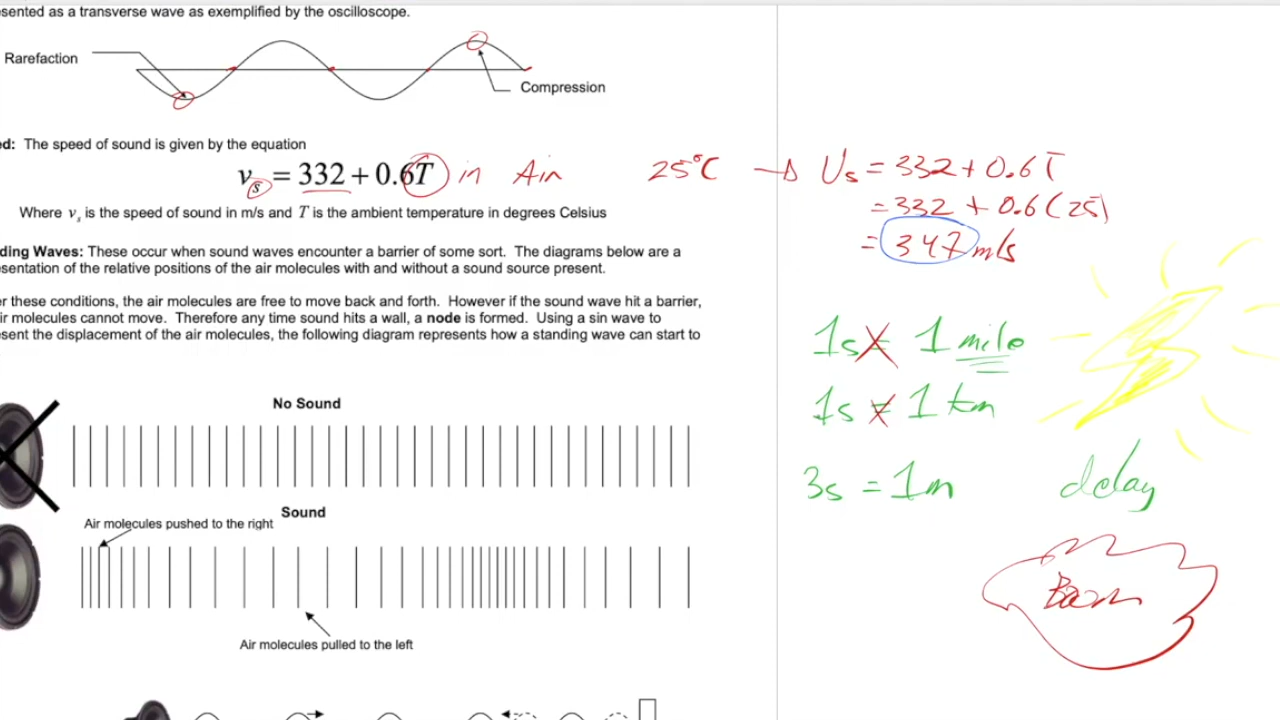 sented as a transverse wave as exemplified by the oscilloscope.
Rarefaction
Compression
ed: The speed of sound is given by the equation
vs = 332 + 0.6T in Air
Where vs is the speed of sound in m/s and T is the ambient temperature in degrees Celsius
ding Waves: These occur when sound waves encounter a barrier of some sort. The diagrams below are a
sentation of the relative positions of the air molecules with and without a sound source present.
er these conditions, the air molecules are free to move back and forth. However if the sound wave hit a barrier,
ir molecules cannot move. Therefore any time sound hits a wall, a node is formed. Using a sin wave to
esent the displacement of the air molecules, the following diagram represents how a standing wave can start to
No Sound
Sound
Air molecules pushed to the right
Air molecules pulled to the left
25°C → Us = 332 + 0.6T
= 332 + 0.6(25)
= 347 m/s
1s = 1 mile
1s = 1 km
3s = 1m
delay
Boom